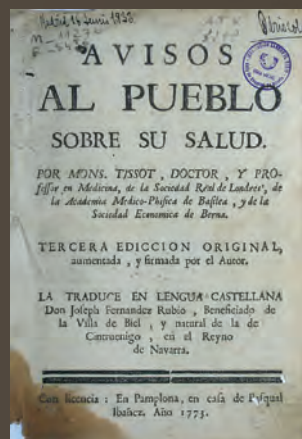 AVISOS
AL PUEBLO
SOBRE SU SALUD.
POR MONS. TISSOT, DOCTOR, Y PRO-
fessor en Medicina, de la Sociedad Réal de Londres, de
la Academia Medico-Phisica de Basilea, y de la
Sociedad Economica de Berna.
TERCERA EDICCION ORIGINAL,
aumentada, y firmada por el Autor.
LA TRADUCE EN LENGUA CASTELLANA
Don Joseph Fernandez Rubio, Beneficiado de
la Villa de Biel, y natural de la de
Cintruenigo, en el Reyno
de Navarra.
Con licencia: En Pamplona, en casa de Pasqual
Ibañez. Año 1773.